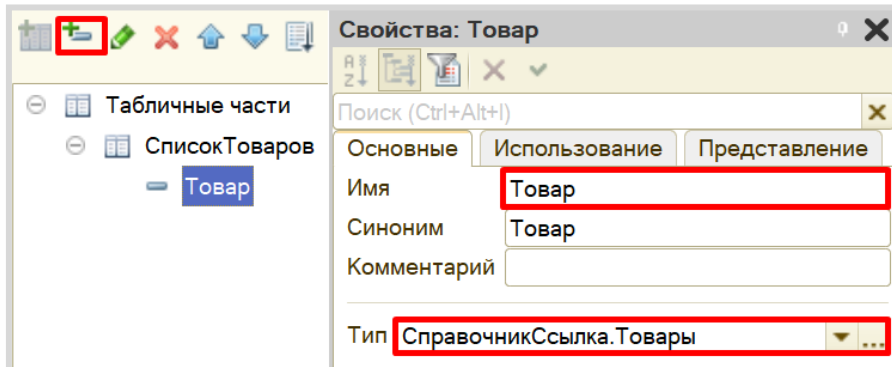 Табличные части
СписокТоваров
Товар
Свойства: Товар
Поиск (Ctrl+Alt+I)
Основные Использование Представление
Имя Товар
Синоним Товар
Комментарий
Тип СправочникСсылка.Товары ...